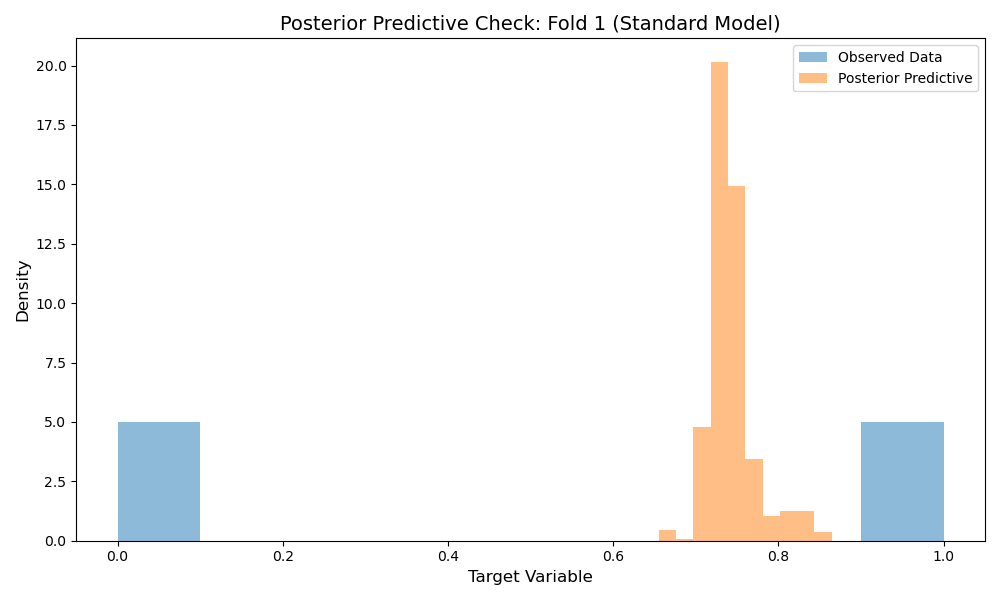 Posterior Predictive Check: Fold 1 (Standard Model)
Observed Data
Posterior Predictive
Density
20.0
17.5
15.0
12.5
10.0
7.5
5.0
2.5
0.0
0.0 0.2 0.4 0.6 0.8 1.0
Target Variable